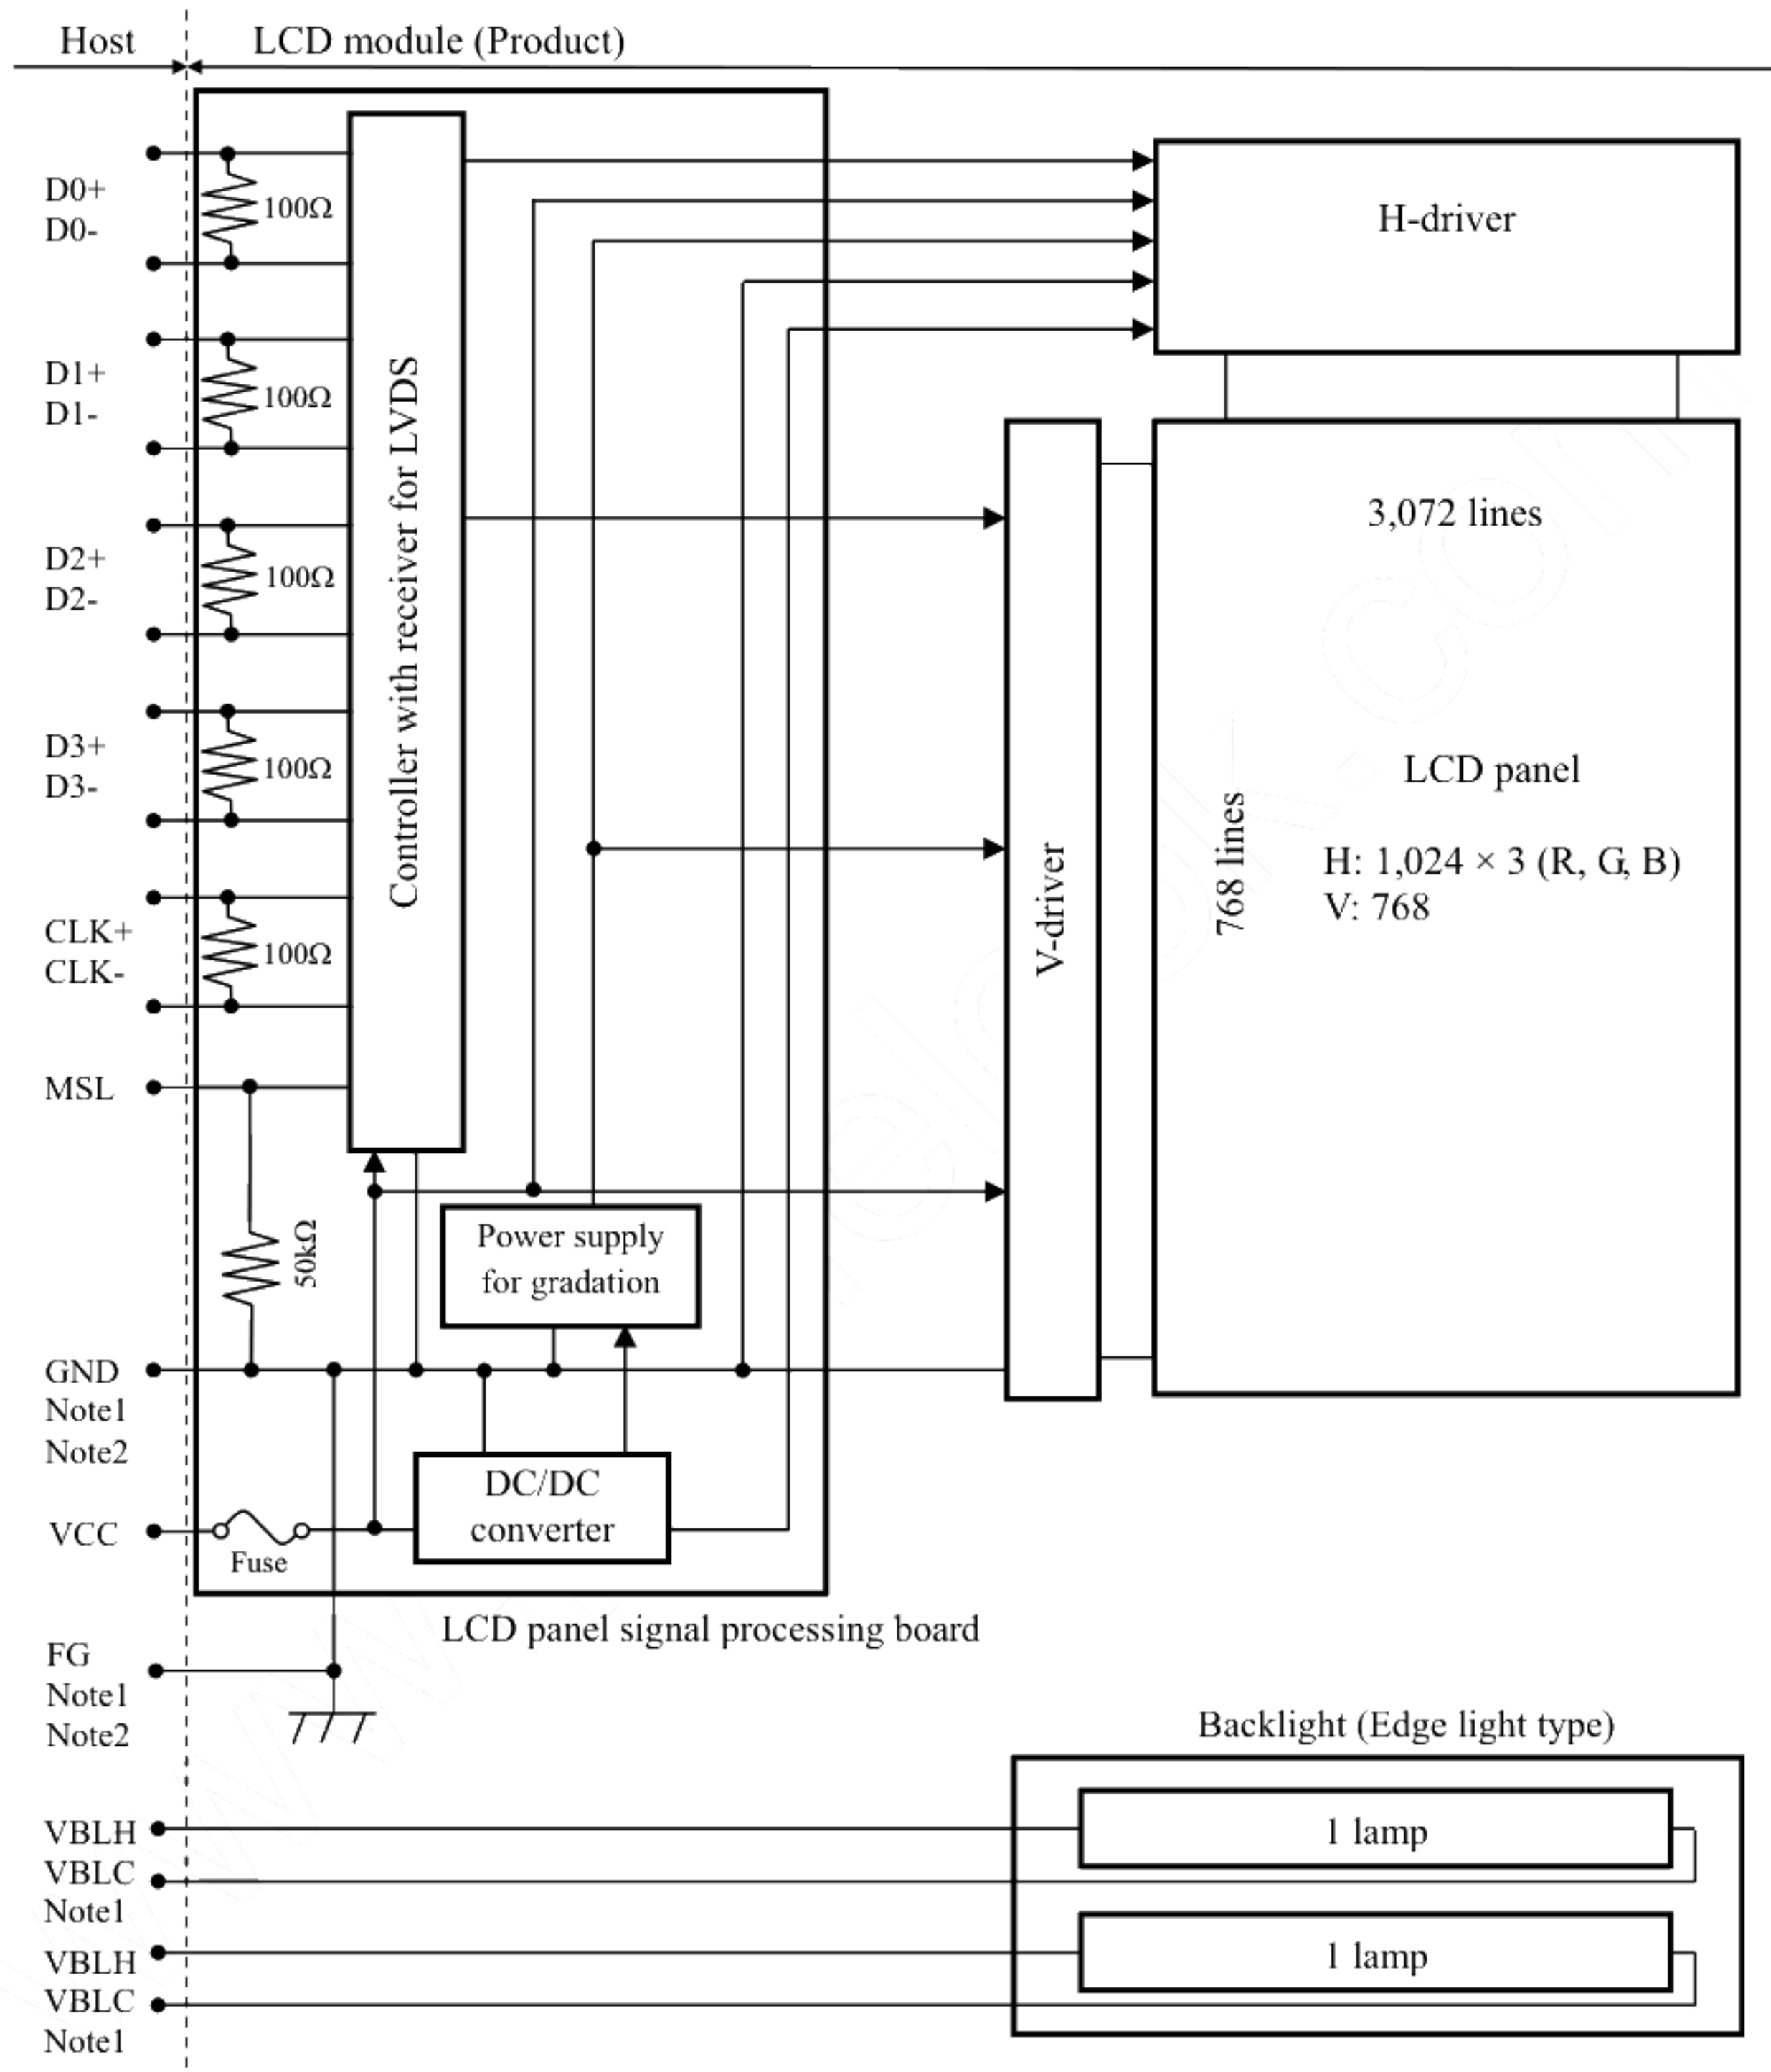 Host
LCD module (Product)
D0+
D0-
100Ω
D1+
D1-
100Ω
D2+
D2-
100Ω
D3+
D3-
100Ω
CLK+
CLK-
100Ω
MSL
50kΩ
GND
Note1
Note2
VCC
Fuse
FG
Note1
Note2
Controller with receiver for LVDS
Power supply
for gradation
DC/DC
converter
LCD panel signal processing board
H-driver
V-driver
3,072 lines
768 lines
LCD panel
H: 1,024 × 3 (R, G, B)
V: 768
Backlight (Edge light type)
VBLH
VBLC
Note1
1 lamp
VBLH
VBLC
Note1
1 lamp